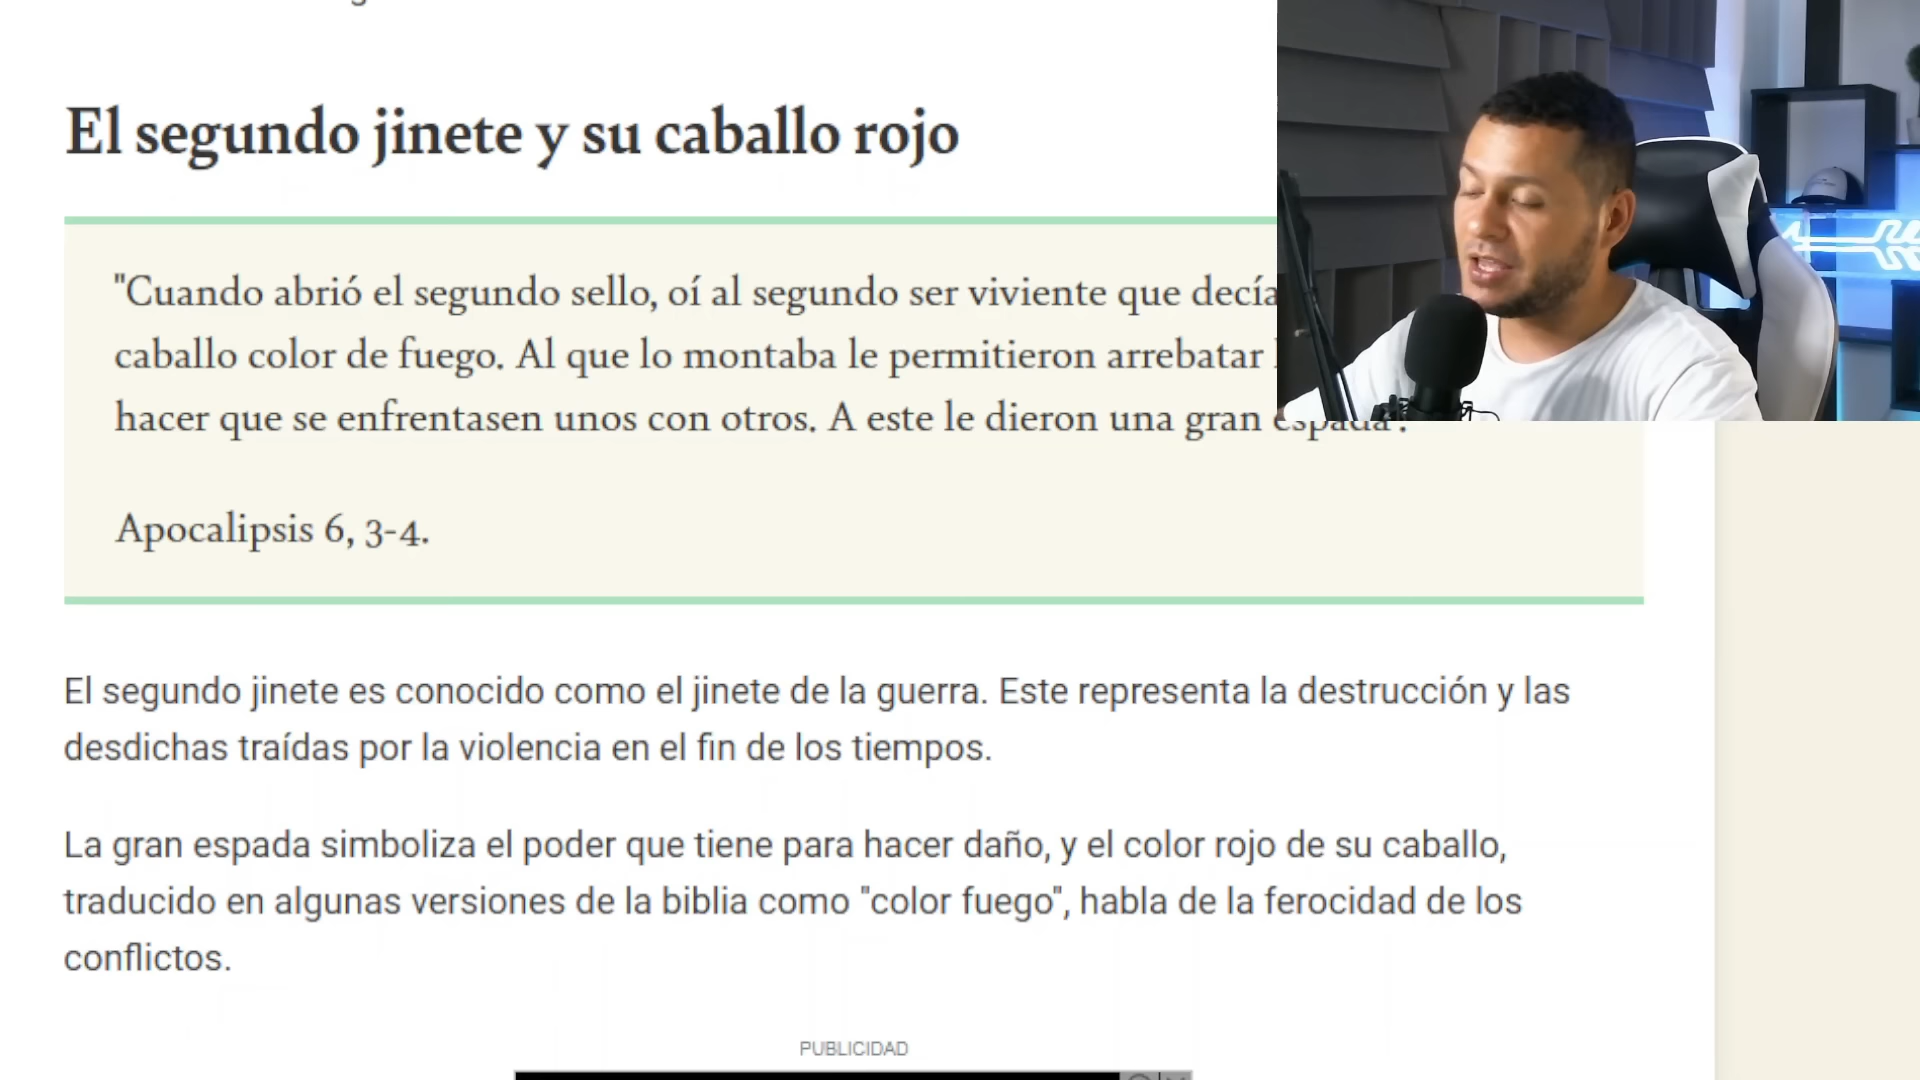 El segundo jinete y su caballo rojo
"Cuando abrió el segundo sello, oí al segundo ser viviente que decía
caballo color de fuego. Al que lo montaba le permitieron arrebatar
hacer que se enfrentasen unos con otros. A este le dieron una gran
Apocalipsis 6, 3-4.
El segundo jinete es conocido como el jinete de la guerra. Este representa la destrucción y las
desdichas traídas por la violencia en el fin de los tiempos.
La gran espada simboliza el poder que tiene para hacer daño, y el color rojo de su caballo,
traducido en algunas versiones de la biblia como "color fuego", habla de la ferocidad de los
conflictos.
PUBLICIDAD